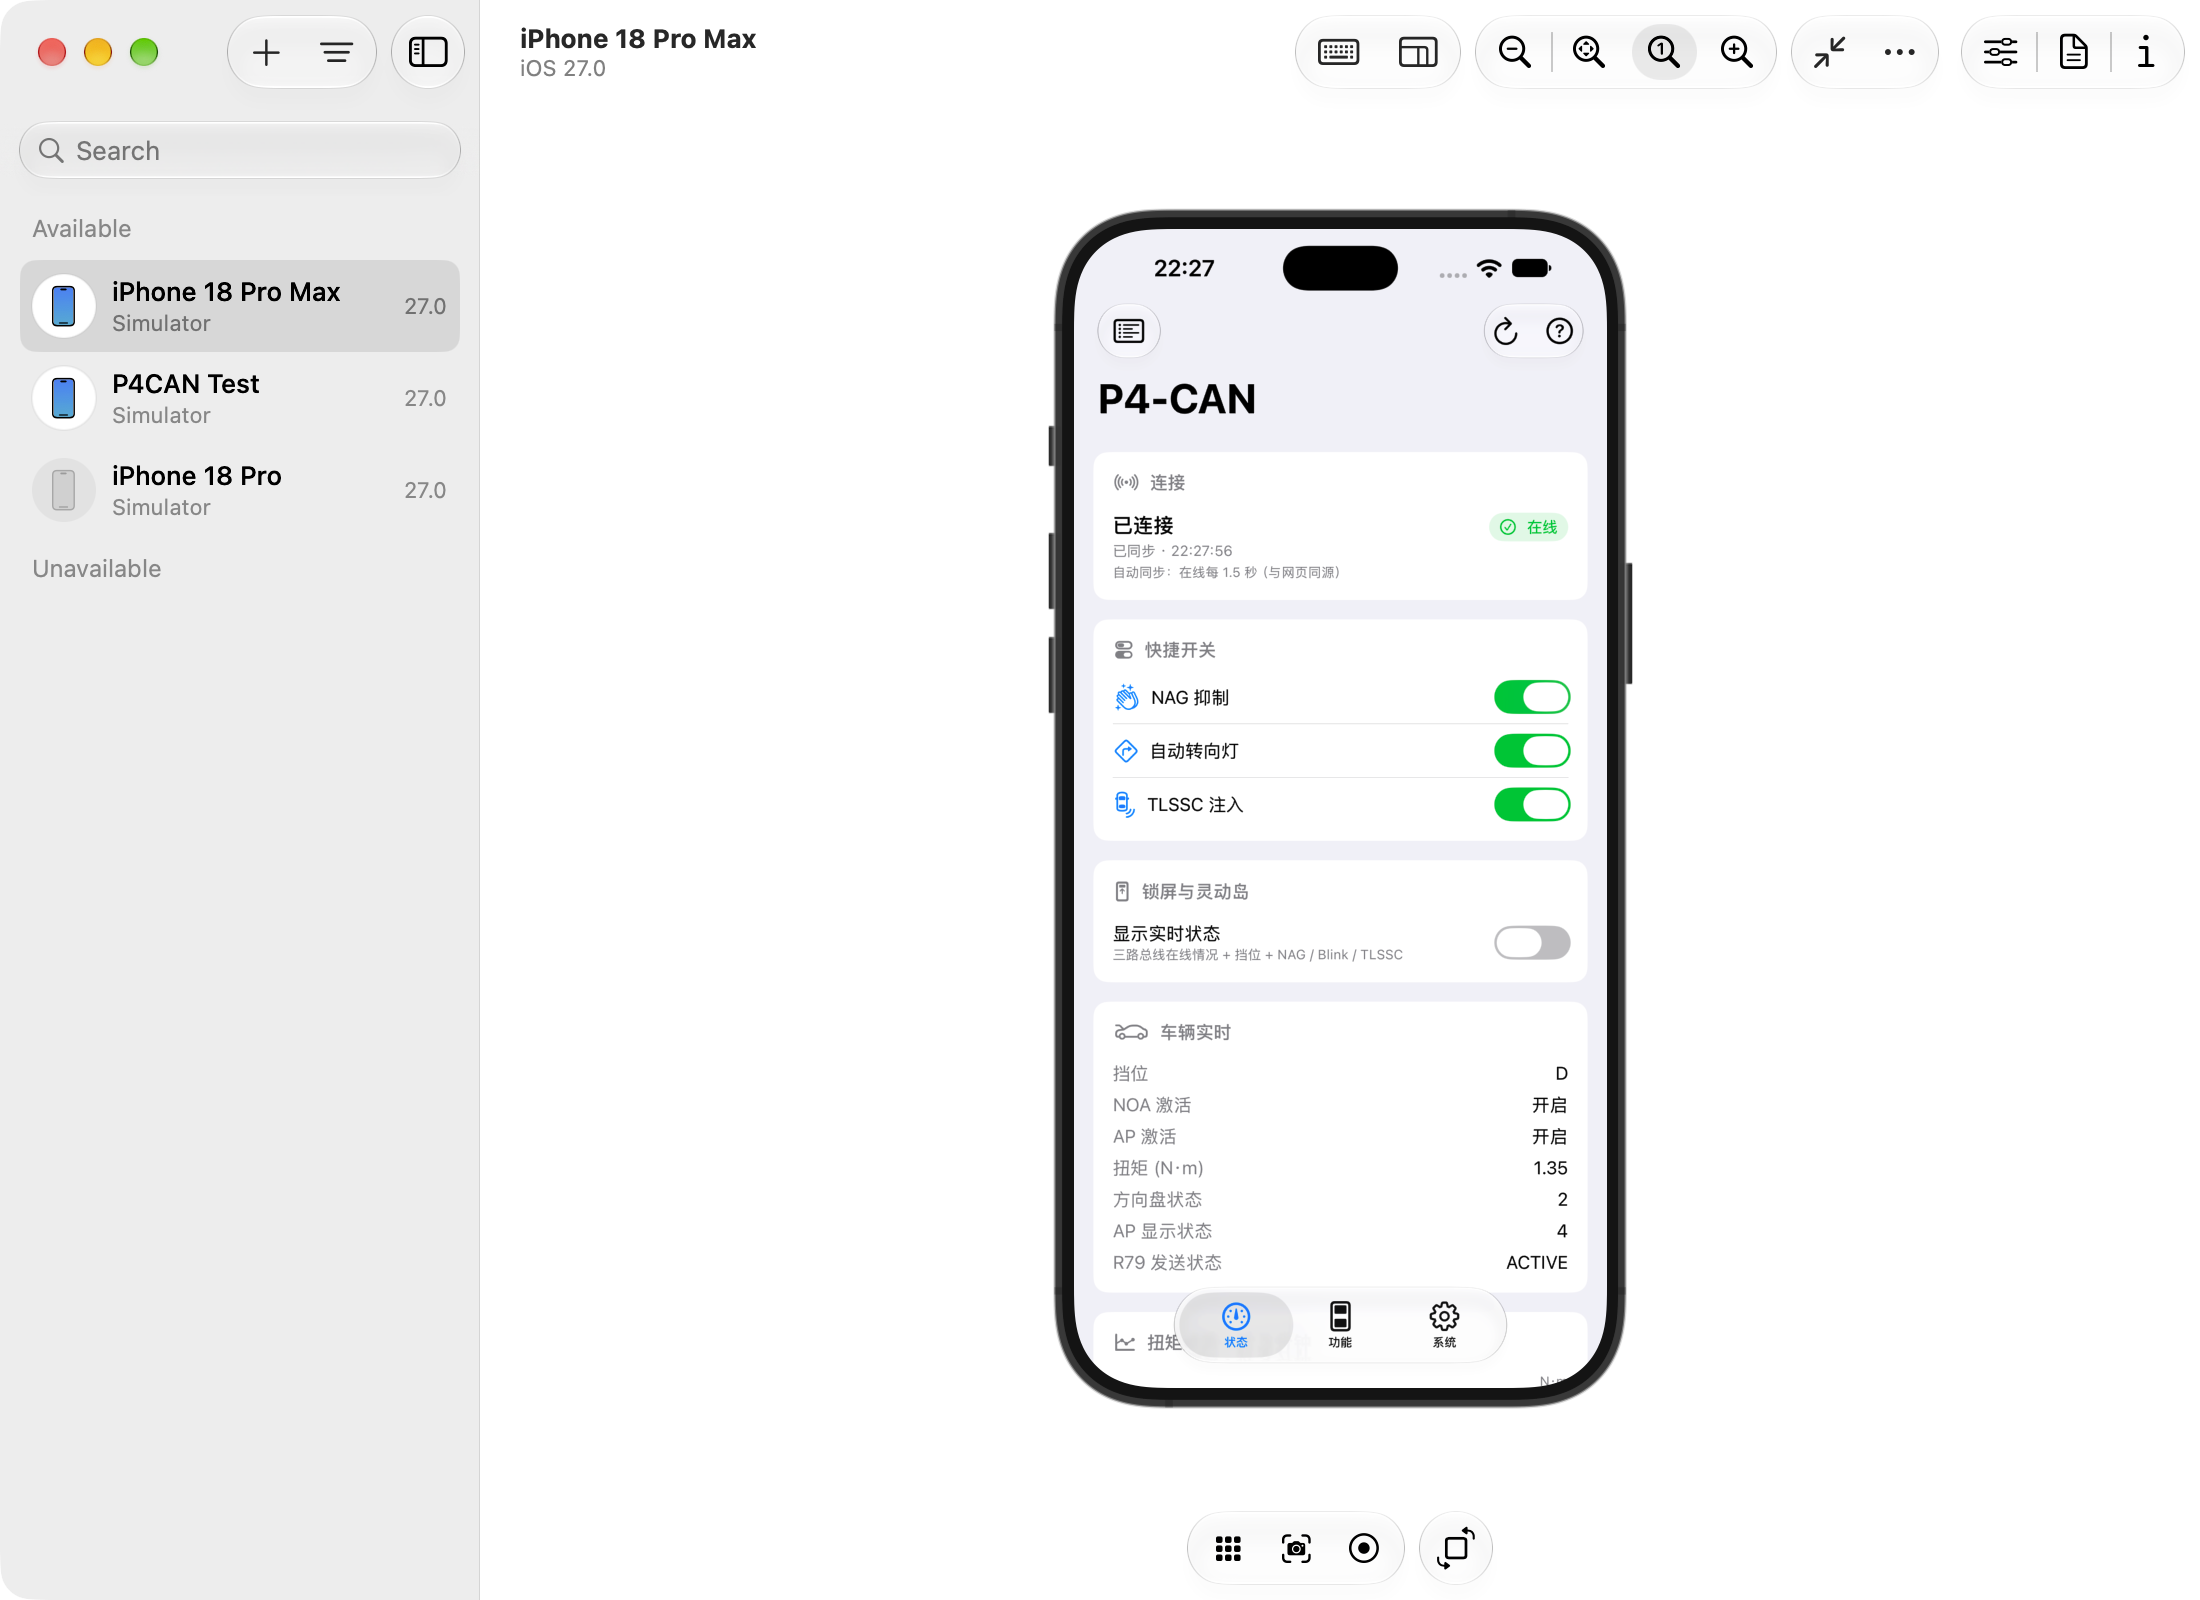 iPhone 18 Pro Max
iOS 27.0
Search
Available
iPhone 18 Pro Max
Simulator
27.0
P4CAN Test
Simulator
27.0
iPhone 18 Pro
Simulator
27.0
Unavailable
22:27
P4-CAN
连接
已连接
在线
已同步 · 22:27:56
自动同步：在线每 1.5 秒 (与网页同源)
快捷开关
NAG 抑制
自动转向灯
TLSSC 注入
锁屏与灵动岛
显示实时状态
三路总线在线情况 + 挡位 + NAG / Blink / TLSSC
车辆实时
挡位 D
NOA 激活 开启
AP 激活 开启
扭矩 (N·m) 1.35
方向盘状态 2
AP 显示状态 4
R79 发送状态 ACTIVE
扭矩
状态
功能
系统